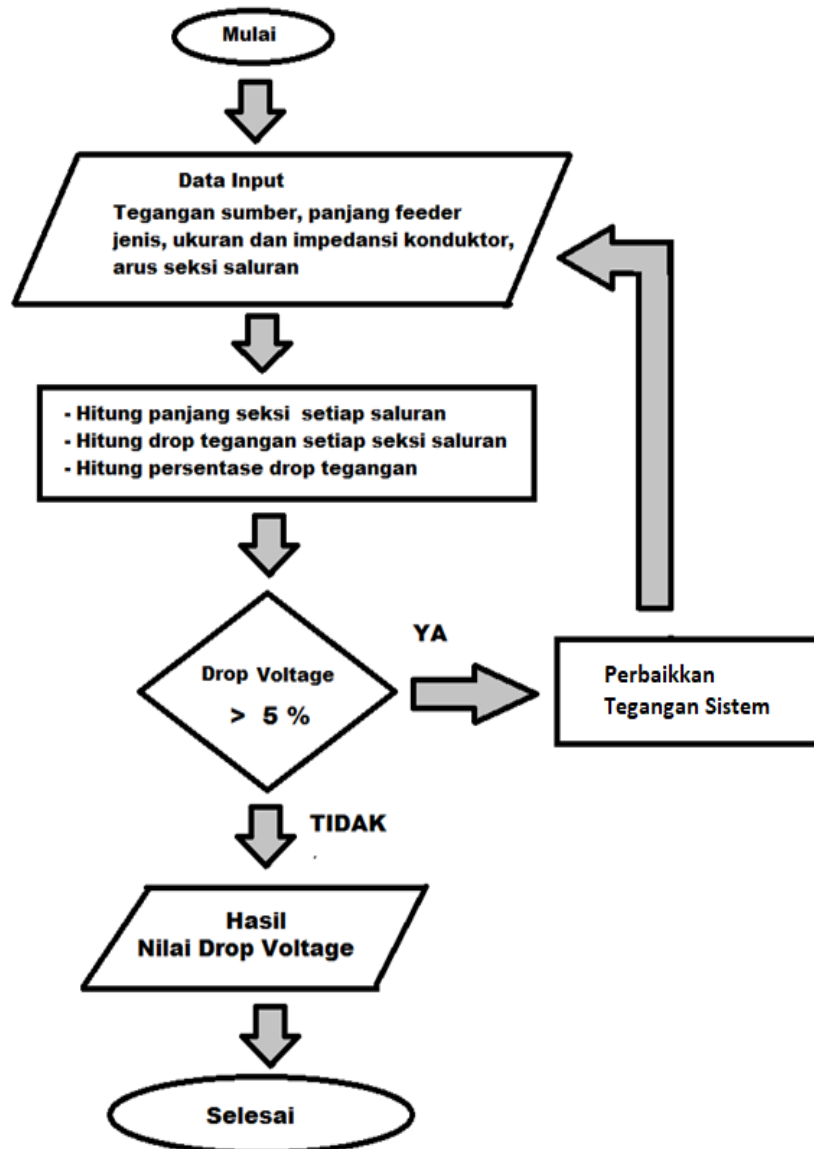 Mulai
Data Input
Tegangan sumber, panjang feeder
jenis, ukuran dan impedansi konduktor,
arus seksi saluran
- Hitung panjang seksi setiap saluran
- Hitung drop tegangan setiap seksi saluran
- Hitung persentase drop tegangan
Drop Voltage
> 5 %
YA
Perbaikkan
Tegangan Sistem
TIDAK
Hasil
Nilai Drop Voltage
Selesai